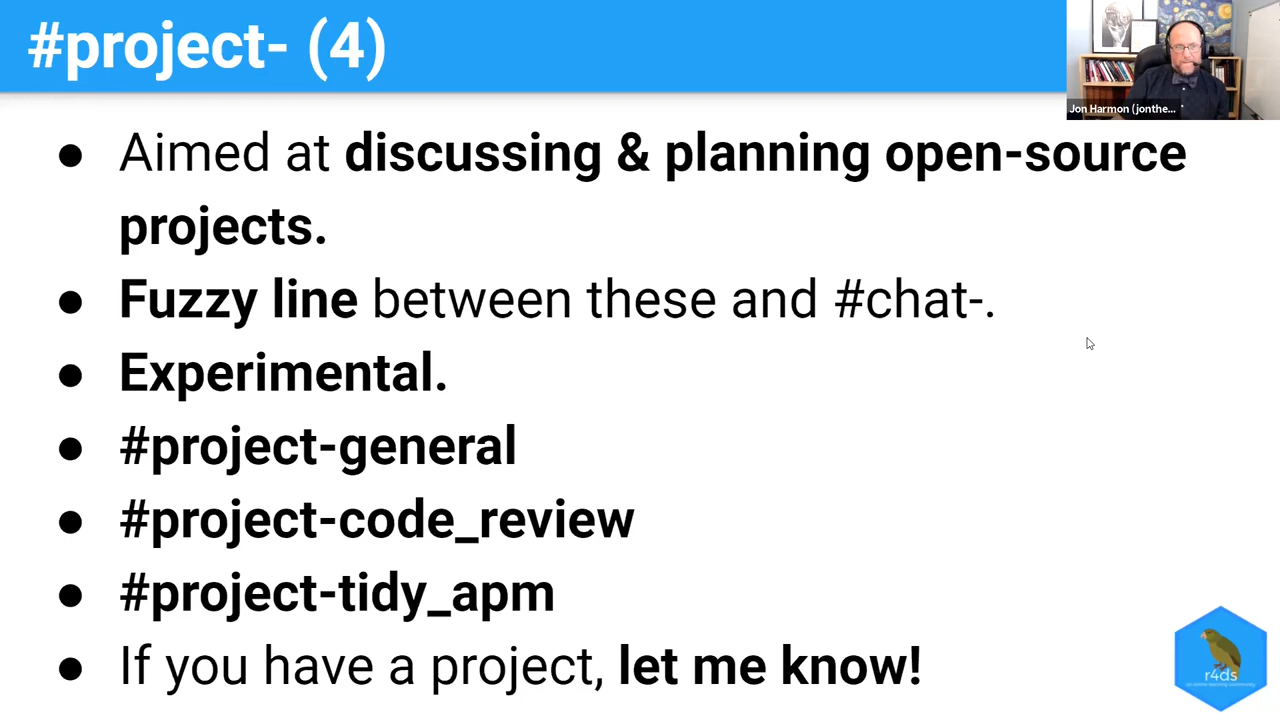 #project- (4)
Jon Harmon (jonthe...
● Aimed at discussing & planning open-source
projects.
● Fuzzy line between these and #chat-.
● Experimental.
● #project-general
● #project-code_review
● #project-tidy_apm
● If you have a project, let me know!
r4ds